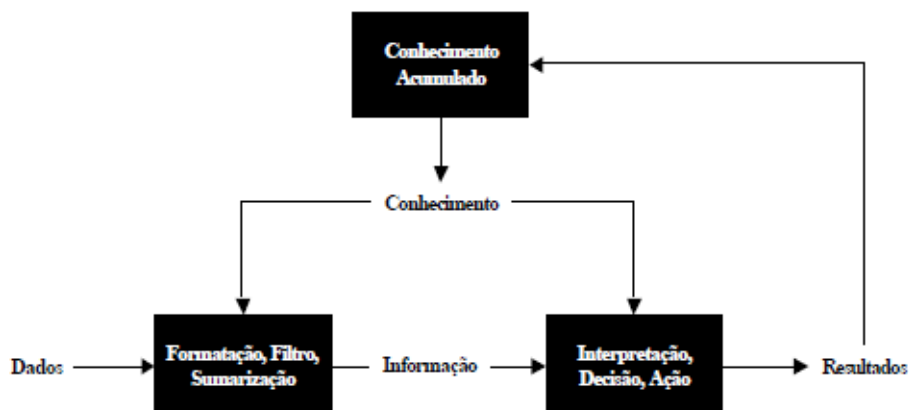 Conhecimento
Acumulado
Conhecimento
Dados
Formatação, Filtro,
Sumarização
Informação
Interpretação,
Decisão, Ação
Resultados